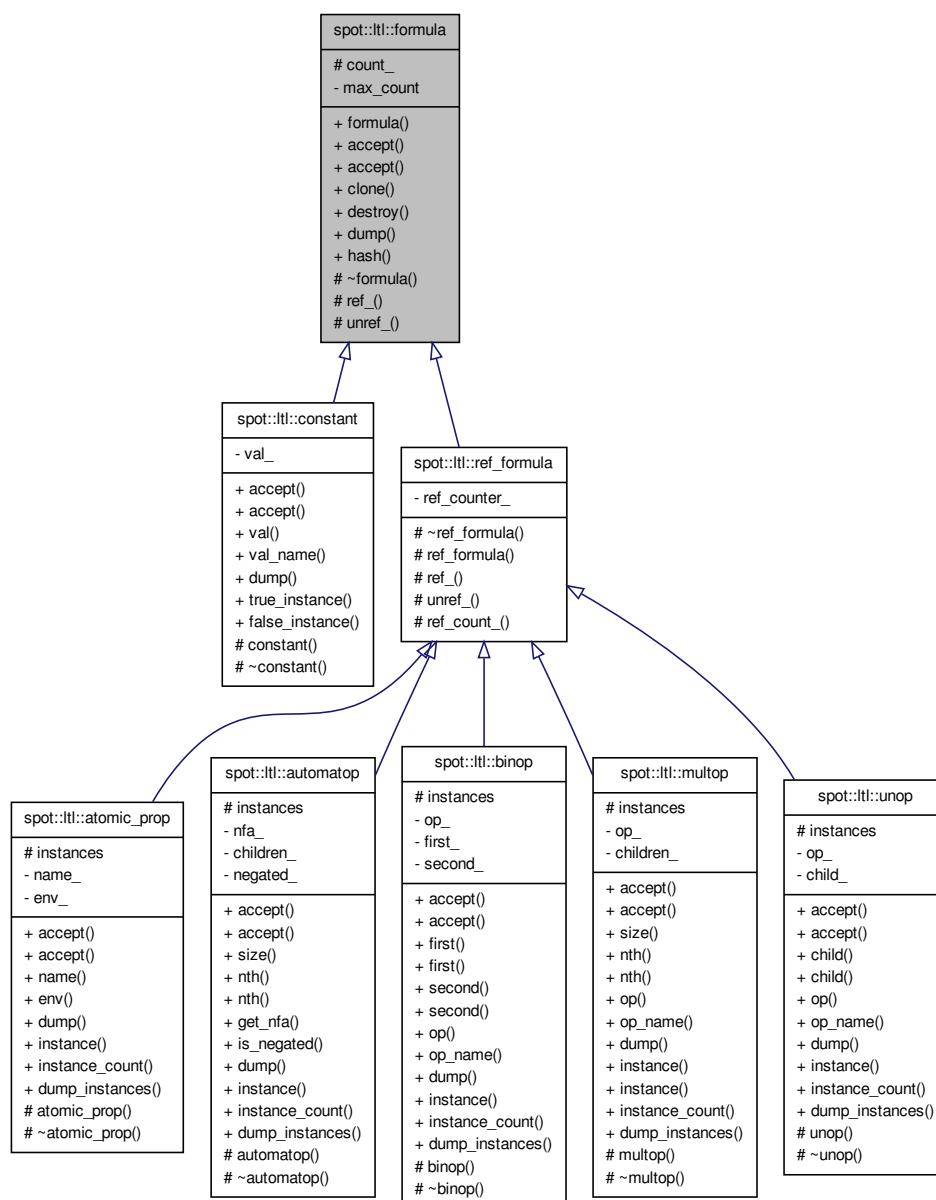 spot::ltl::formula
# count_
- max_count
+ formula()
+ accept()
+ accept()
+ clone()
+ destroy()
+ dump()
+ hash()
# ~formula()
# ref_()
# unref_()
spot::ltl::constant
- val_
+ accept()
+ accept()
+ val()
+ val_name()
+ dump()
+ true_instance()
+ false_instance()
# constant()
# ~constant()
spot::ltl::ref_formula
- ref_counter_
# ~ref_formula()
# ref_formula()
# ref_()
# unref_()
# ref_count_()
spot::ltl::atomic_prop
# instances
- name_
- env_
+ accept()
+ accept()
+ name()
+ env()
+ dump()
+ instance()
+ instance_count()
+ dump_instances()
# atomic_prop()
# ~atomic_prop()
spot::ltl::automatop
# instances
- nfa_
- children_
- negated_
+ accept()
+ accept()
+ size()
+ nth()
+ nth()
+ get_nfa()
+ is_negated()
+ dump()
+ instance()
+ instance_count()
+ dump_instances()
# automatop()
# ~automatop()
spot::ltl::binop
# instances
- op_
- first_
- second_
+ accept()
+ accept()
+ first()
+ first()
+ second()
+ second()
+ op()
+ op_name()
+ dump()
+ instance()
+ instance_count()
+ dump_instances()
# binop()
# ~binop()
spot::ltl::multop
# instances
- op_
- children_
+ accept()
+ accept()
+ size()
+ nth()
+ nth()
+ op()
+ op_name()
+ dump()
+ instance()
+ instance()
+ instance_count()
+ dump_instances()
# multop()
# ~multop()
spot::ltl::unop
# instances
- op_
- child_
+ accept()
+ accept()
+ child()
+ child()
+ op()
+ op_name()
+ dump()
+ instance()
+ instance_count()
+ dump_instances()
# unop()
# ~unop()